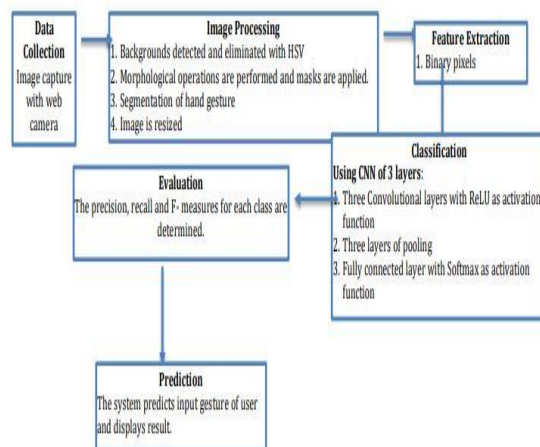 Data
Collection
Image capture
with web
camera
Image Processing
1. Backgrounds detected and eliminated with HSV
2. Morphological operations are performed and masks are applied.
3. Segmentation of hand gesture
4. Image is resized
Feature Extraction
1. Binary pixels
Classification
Using CNN of 3 layers:
1. Three Convolutional layers with ReLU as activation
function
2. Three layers of pooling
3. Fully connected layer with Softmax as activation
function
Evaluation
The precision, recall and F- measures for each class are
determined.
Prediction
The system predicts input gesture of user
and displays result.